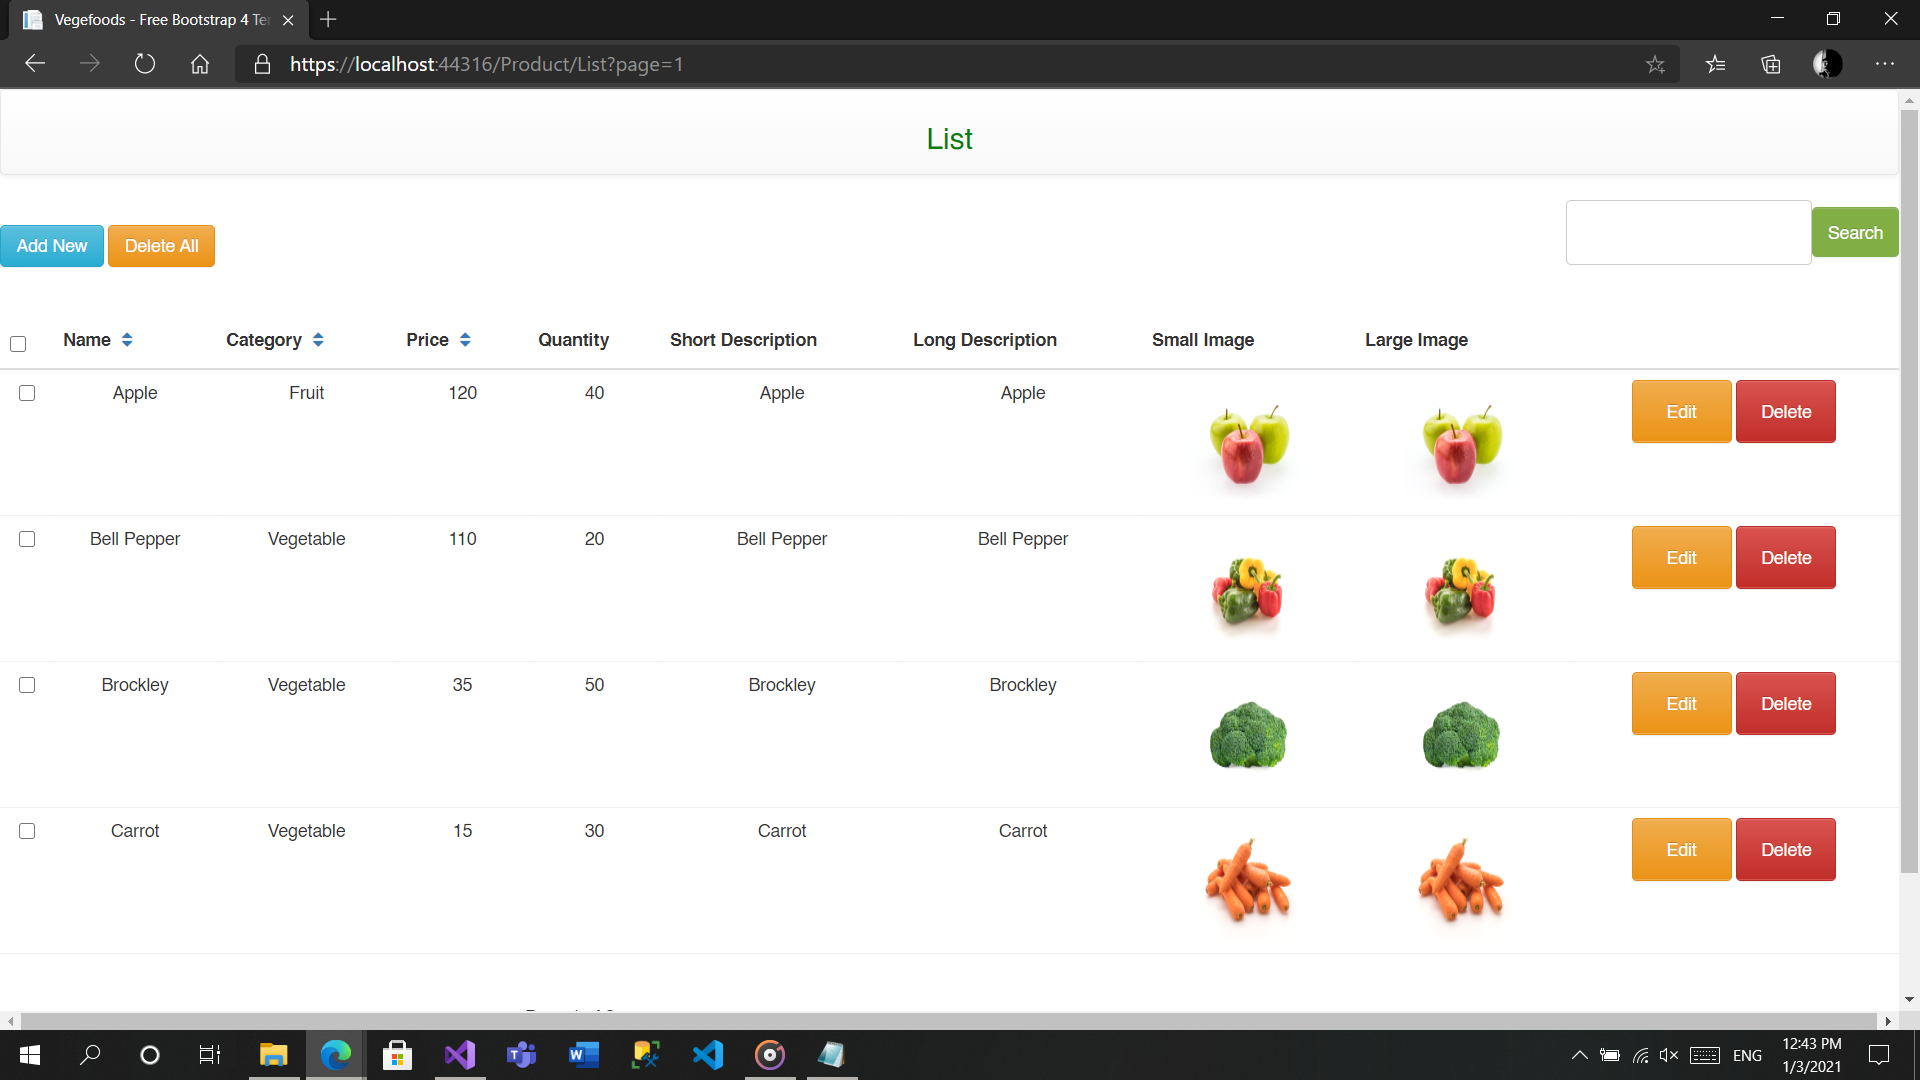 Vegefoods - Free Bootstrap 4 Te
https://localhost:44316/Product/List?page=1
List
Add New Delete All
Search
Name Category Price Quantity Short Description Long Description Small Image Large Image
Apple Fruit 120 40 Apple Apple Edit Delete
Bell Pepper Vegetable 110 20 Bell Pepper Bell Pepper Edit Delete
Brockley Vegetable 35 50 Brockley Brockley Edit Delete
Carrot Vegetable 15 30 Carrot Carrot Edit Delete
ENG
12:43 PM
1/3/2021